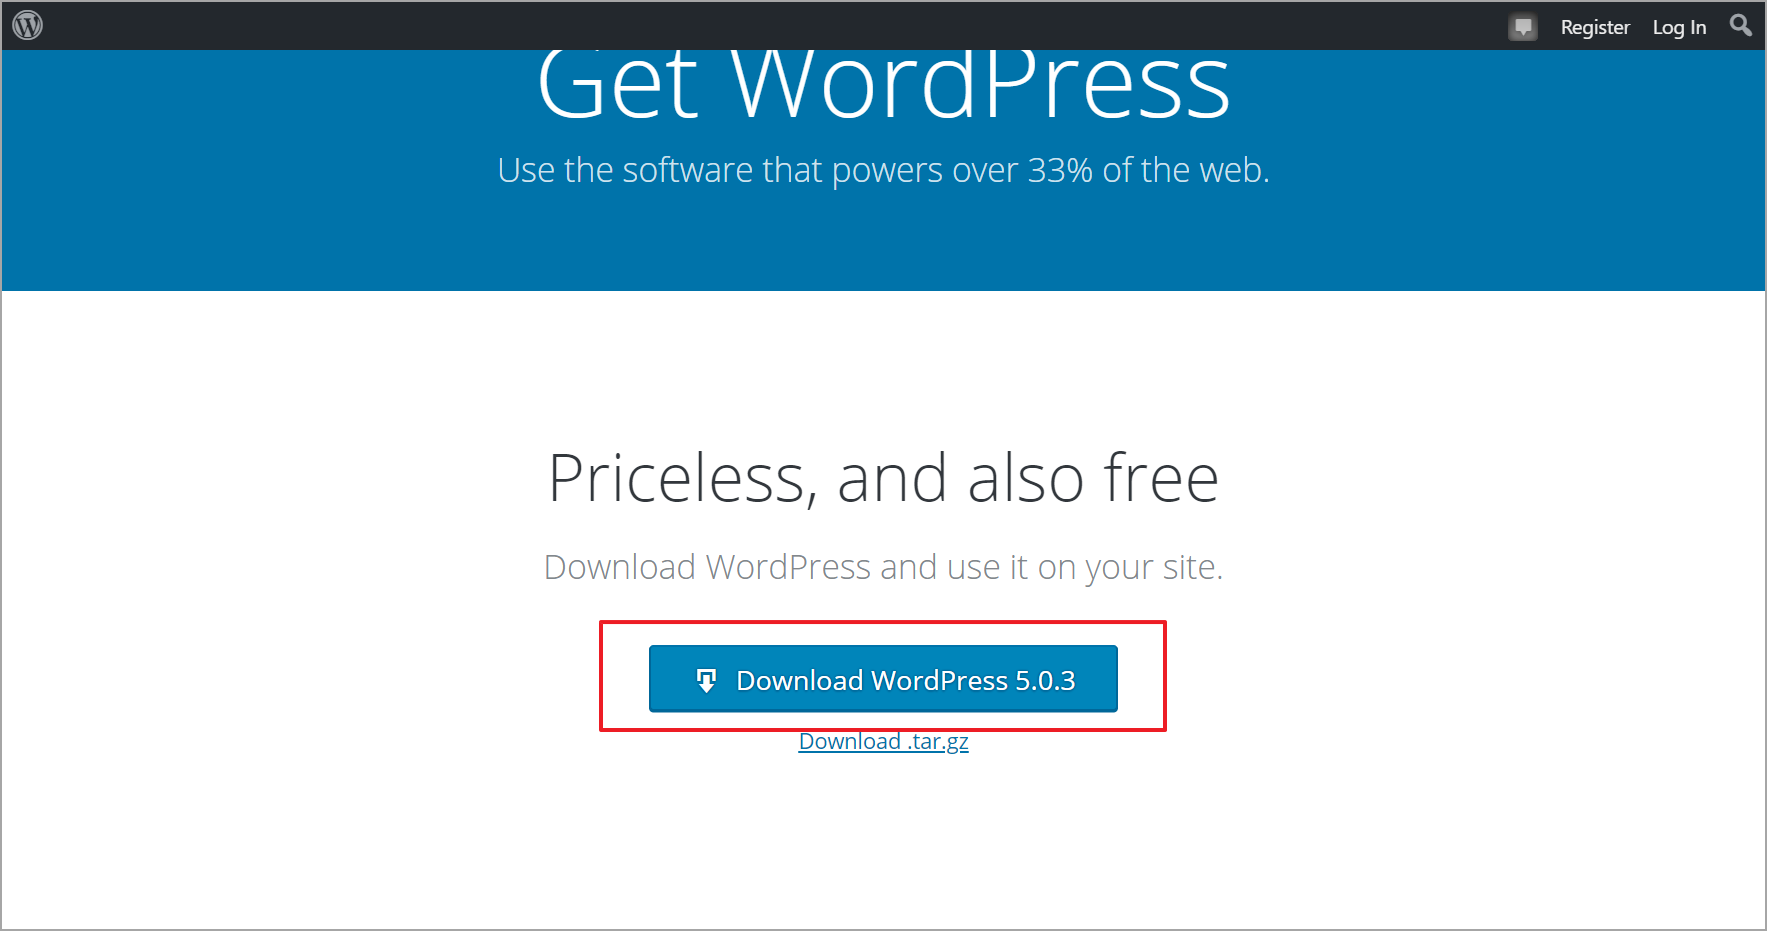 Register Log In
Get WordPress
Use the software that powers over 33% of the web.
Priceless, and also free
Download WordPress and use it on your site.
Download WordPress 5.0.3
Download .tar.gz